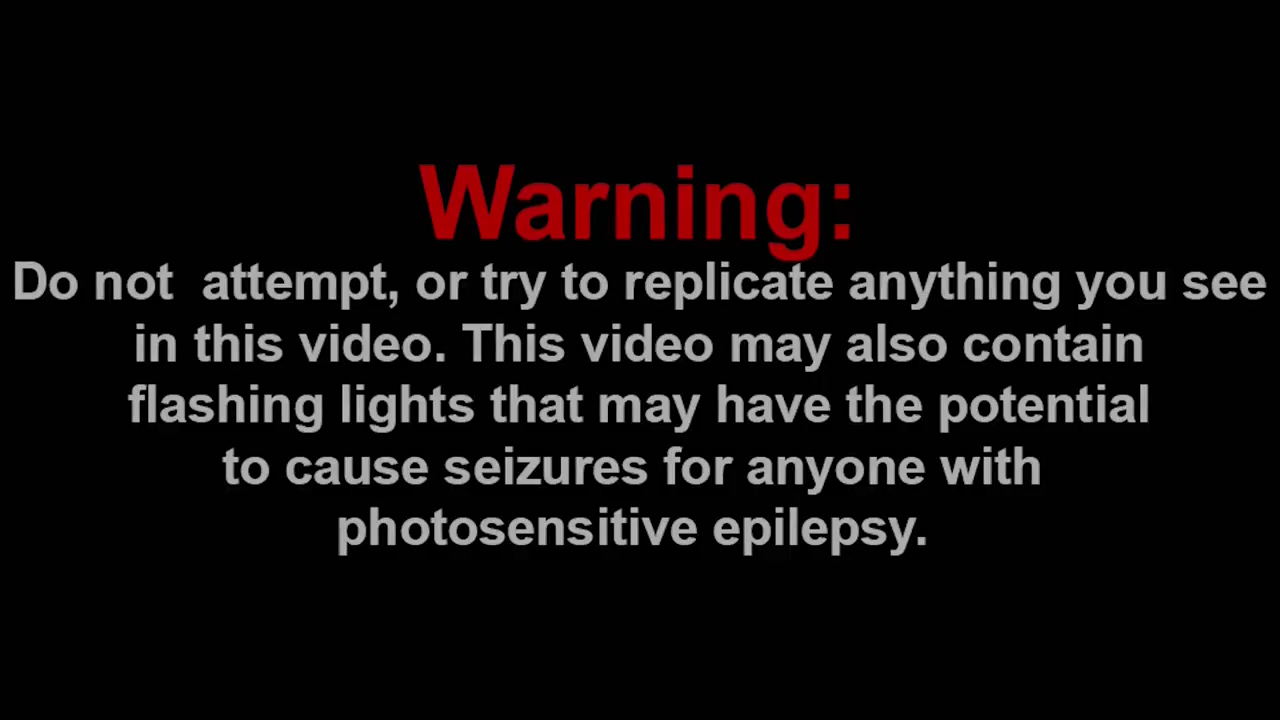 Warning:
Do not  attempt, or try to replicate anything you see
in this video. This video may also contain
flashing lights that may have the potential
to cause seizures for anyone with
photosensitive epilepsy.